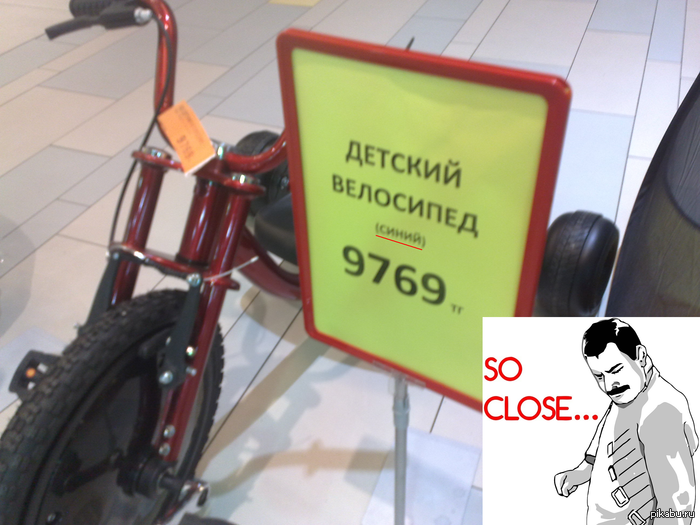 ДЕТСКИЙ
ВЕЛОСИПЕД
(СИНИЙ)
9769 тг
SO
CLOSE...
pikabu.ru